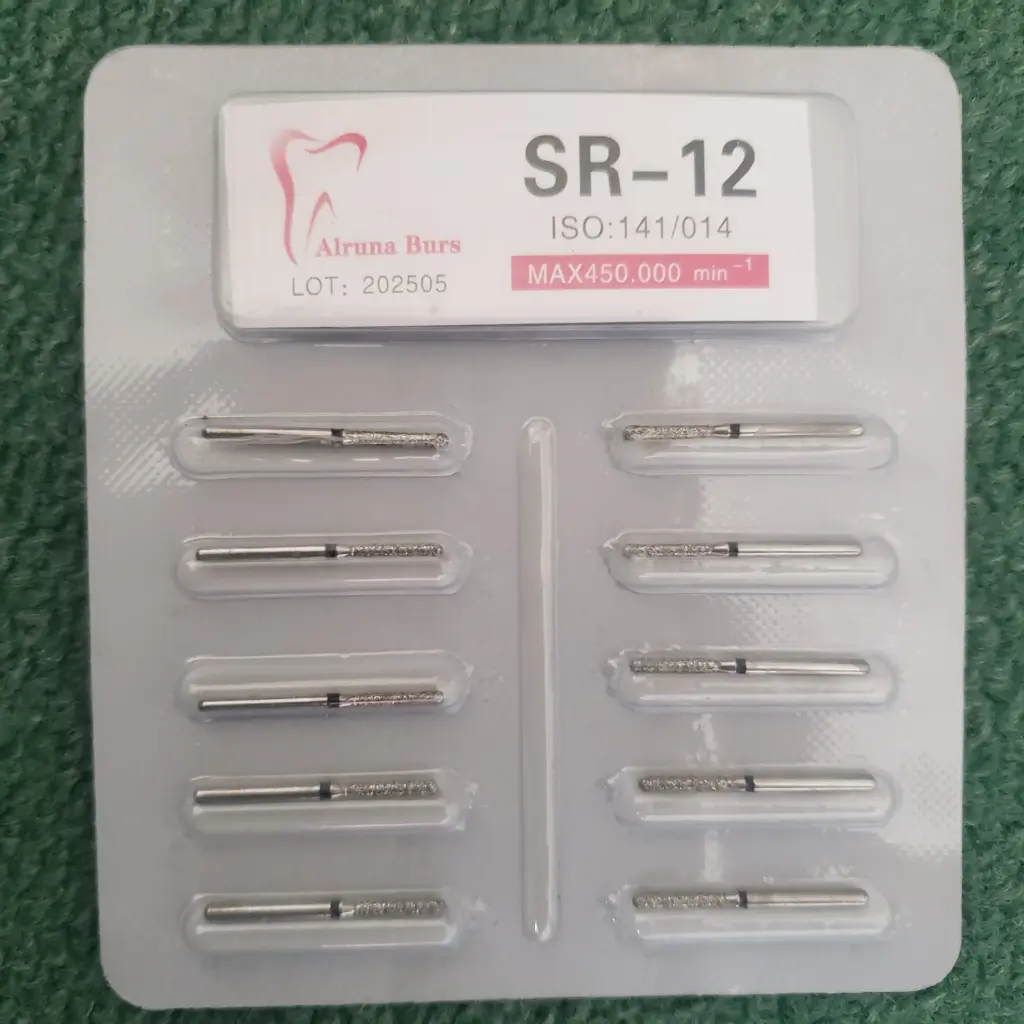 Alruna Burs
LOT: 202505
SR-12
ISO:141/014
MAX450.000 min⁻¹